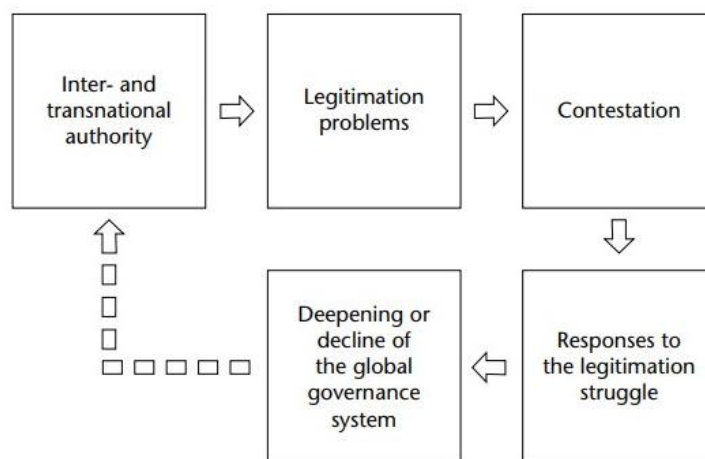 Inter- and
transnational
authority
Legitimation
problems
Contestation
Responses to
the legitimation
struggle
Deepening or
decline of
the global
governance
system